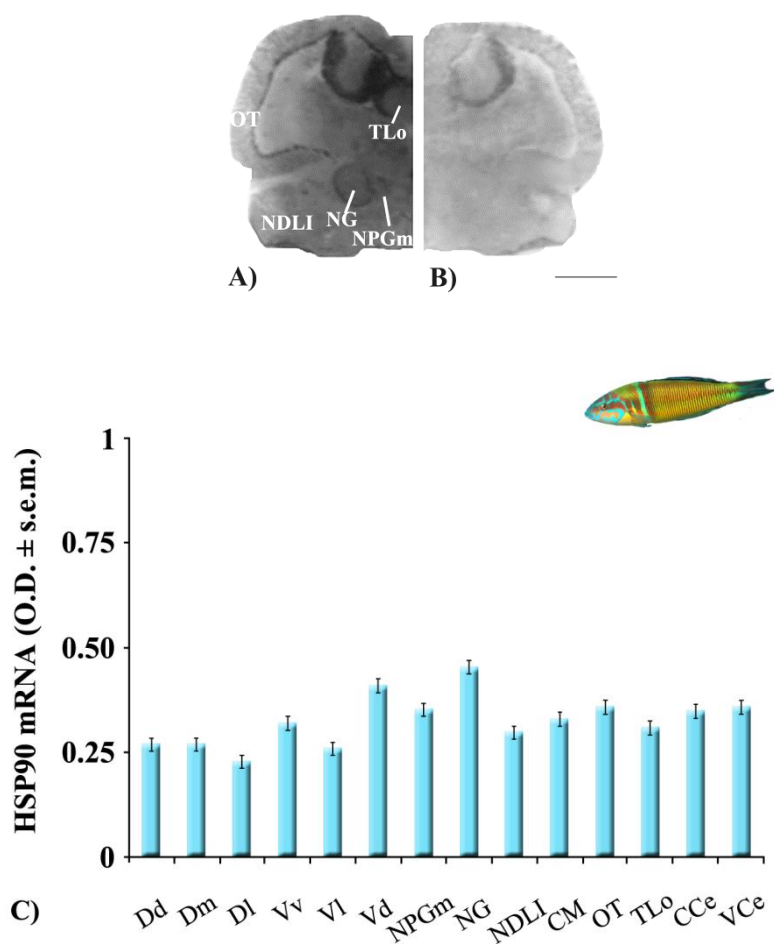 OT
TLo
NDLI
NG
NPGm
A)
B)
HSP90 mRNA (O.D. ± s.e.m.)
1
0.75
0.50
0.25
0
C)
Dd Dm Dl Vv Vl Vd NPGm NG NDLI CM OT TLo CCe VCe